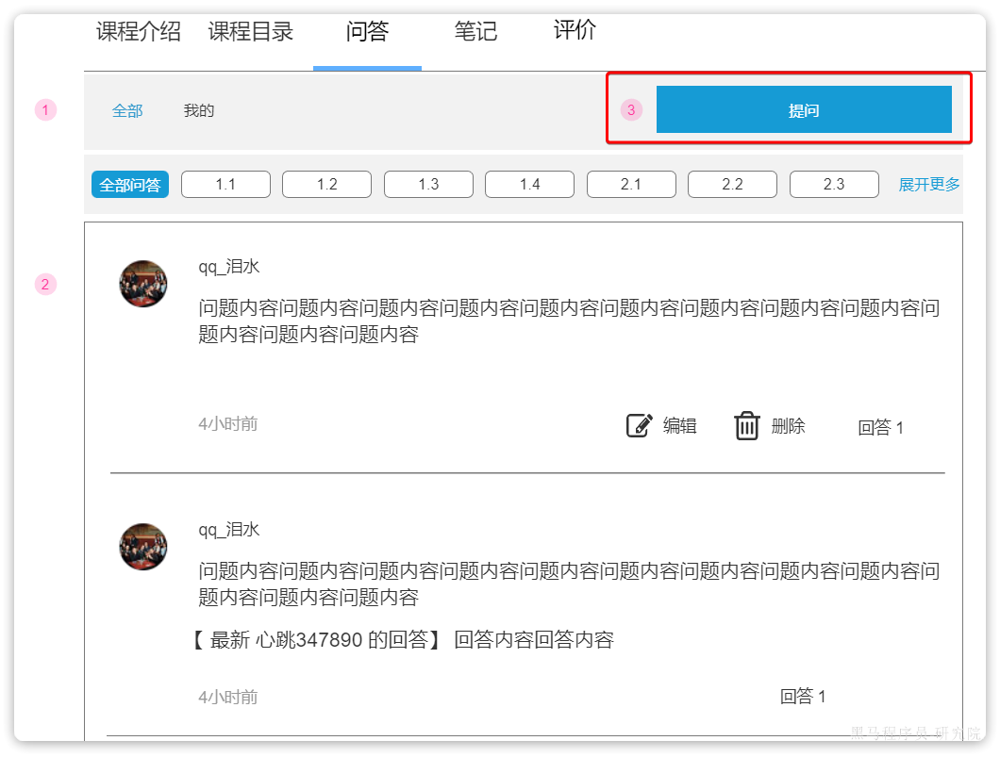 课程介绍 课程目录 问答 笔记 评价
1 全部 我的 3 提问
全部问答 1.1 1.2 1.3 1.4 2.1 2.2 2.3 展开更多
2
qq_泪水
问题内容问题内容问题内容问题内容问题内容问题内容问题内容问题内容问题内容问
题内容问题内容问题内容
4小时前 编辑 删除 回答 1
qq_泪水
问题内容问题内容问题内容问题内容问题内容问题内容问题内容问题内容问题内容问
题内容问题内容问题内容
【 最新 心跳347890 的回答】 回答内容回答内容
4小时前 回答 1
黑马程序员-研究院